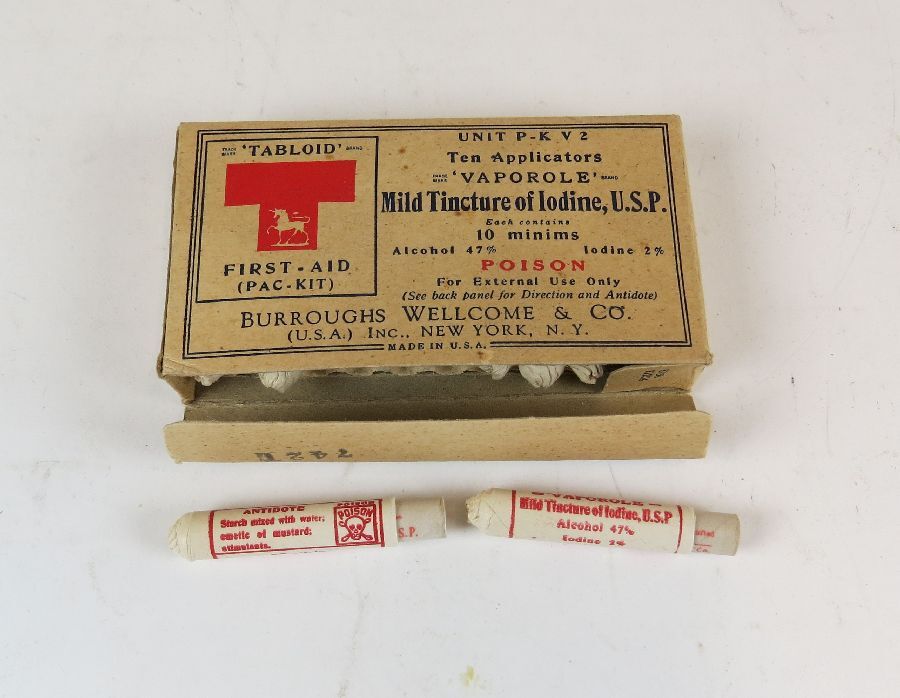 TRADE MARK 'TABLOID' BRAND
FIRST-AID
(PAC-KIT)
UNIT P-K V 2
Ten Applicators
TRADE MARK 'VAPOROLE' BRAND
Mild Tincture of Iodine, U.S.P.
Each contains
10 minims
Alcohol 47% Iodine 2%
POISON
For External Use Only
(See back panel for Direction and Antidote)
BURROUGHS WELLCOME & CO.
(U.S.A.) INC., NEW YORK, N. Y.
MADE IN U.S.A.
ANTIDOTE
Starch mixed with water;
emetic of mustard;
stimulants.
POISON
POISON
S.P.
VAPOROLE
Mild Tincture of Iodine, U.S.P
Alcohol 47%
Iodine 2%
Co.